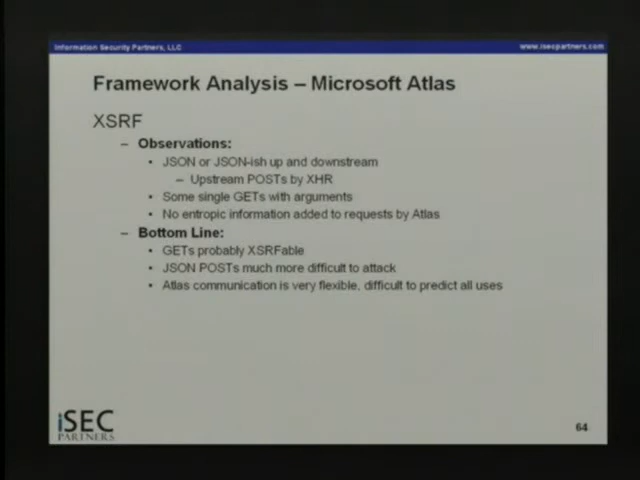 Information Security Partners, LLC
www.isecpartners.com
Framework Analysis – Microsoft Atlas
XSRF
– Observations:
• JSON or JSON-ish up and downstream
– Upstream POSTs by XHR
• Some single GETs with arguments
• No entropic information added to requests by Atlas
– Bottom Line:
• GETs probably XSRFable
• JSON POSTs much more difficult to attack
• Atlas communication is very flexible, difficult to predict all uses
iSEC
PARTNERS
64